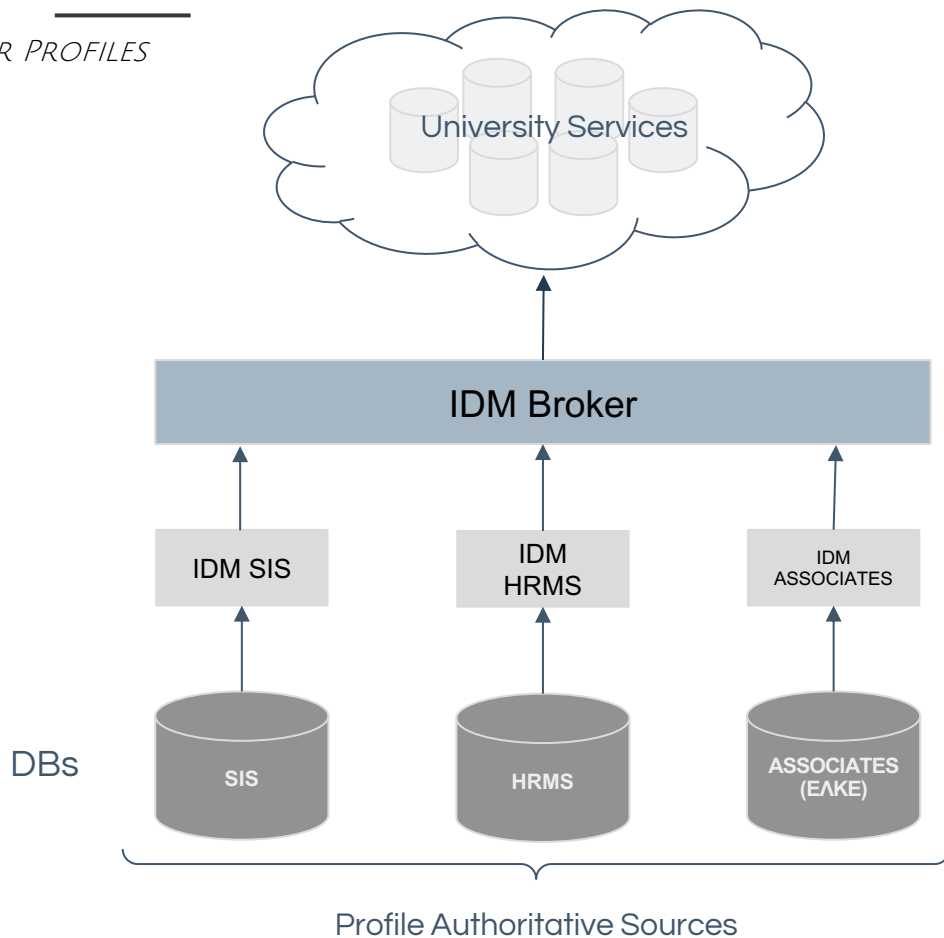 R PROFILES
University Services
IDM Broker
IDM SIS
IDM
HRMS
IDM
ASSOCIATES
DBs
SIS
HRMS
ASSOCIATES
(ΕΛΚΕ)
Profile Authoritative Sources